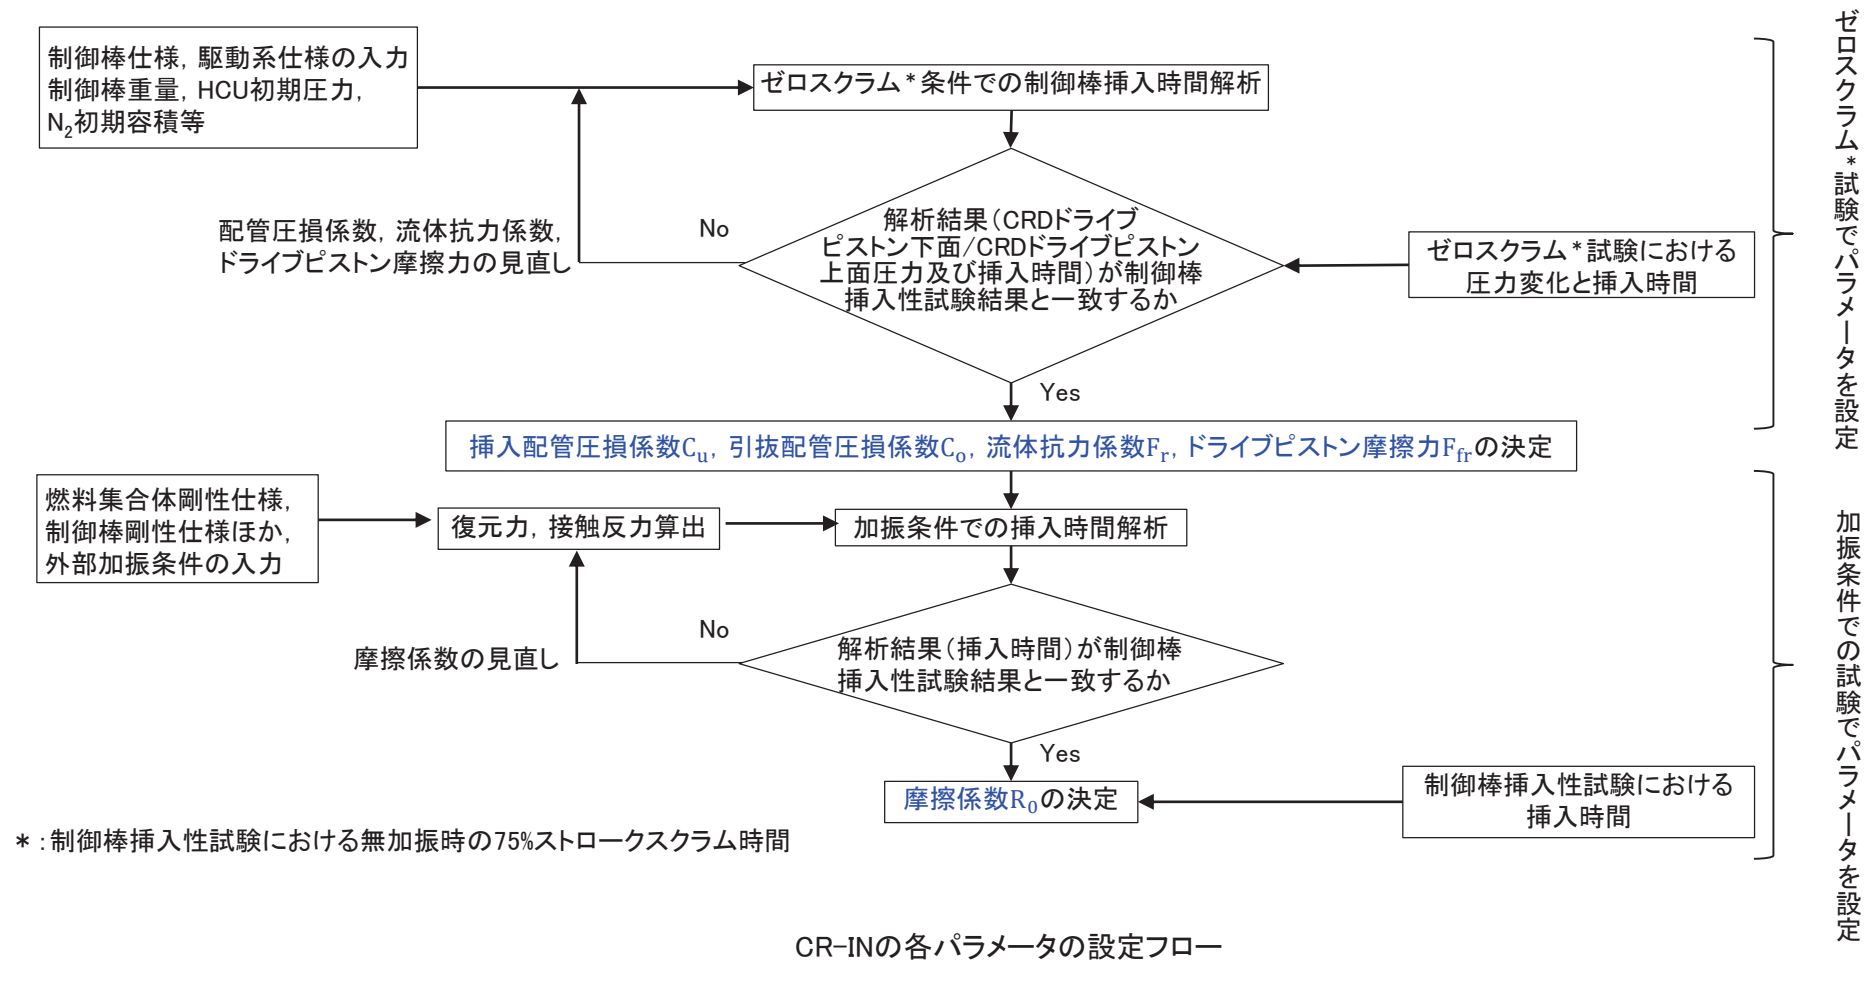 制御棒仕様，駆動系仕様の入力
制御棒重量，HCU初期圧力，
N₂初期容積等
ゼロスクラム＊条件での制御棒挿入時間解析
配管圧損係数，流体抗力係数，
ドライブピストン摩擦力の見直し
No
解析結果（CRDドライブ
ピストン下面/CRDドライブピストン
上面圧力及び挿入時間）が制御棒
挿入性試験結果と一致するか
ゼロスクラム＊試験における
圧力変化と挿入時間
Yes
挿入配管圧損係数Cᵤ，引抜配管圧損係数Cₒ，流体抗力係数Fᵣ，ドライブピストン摩擦力F_frの決定
ゼロスクラム＊試験でパラメータを設定
燃料集合体剛性仕様，
制御棒剛性仕様ほか，
外部加振条件の入力
復元力，接触反力算出
加振条件での挿入時間解析
摩擦係数の見直し
No
解析結果（挿入時間）が制御棒
挿入性試験結果と一致するか
Yes
摩擦係数R₀の決定
制御棒挿入性試験における
挿入時間
加振条件での試験でパラメータを設定
＊：制御棒挿入性試験における無加振時の75%ストロークスクラム時間
CR-INの各パラメータの設定フロー